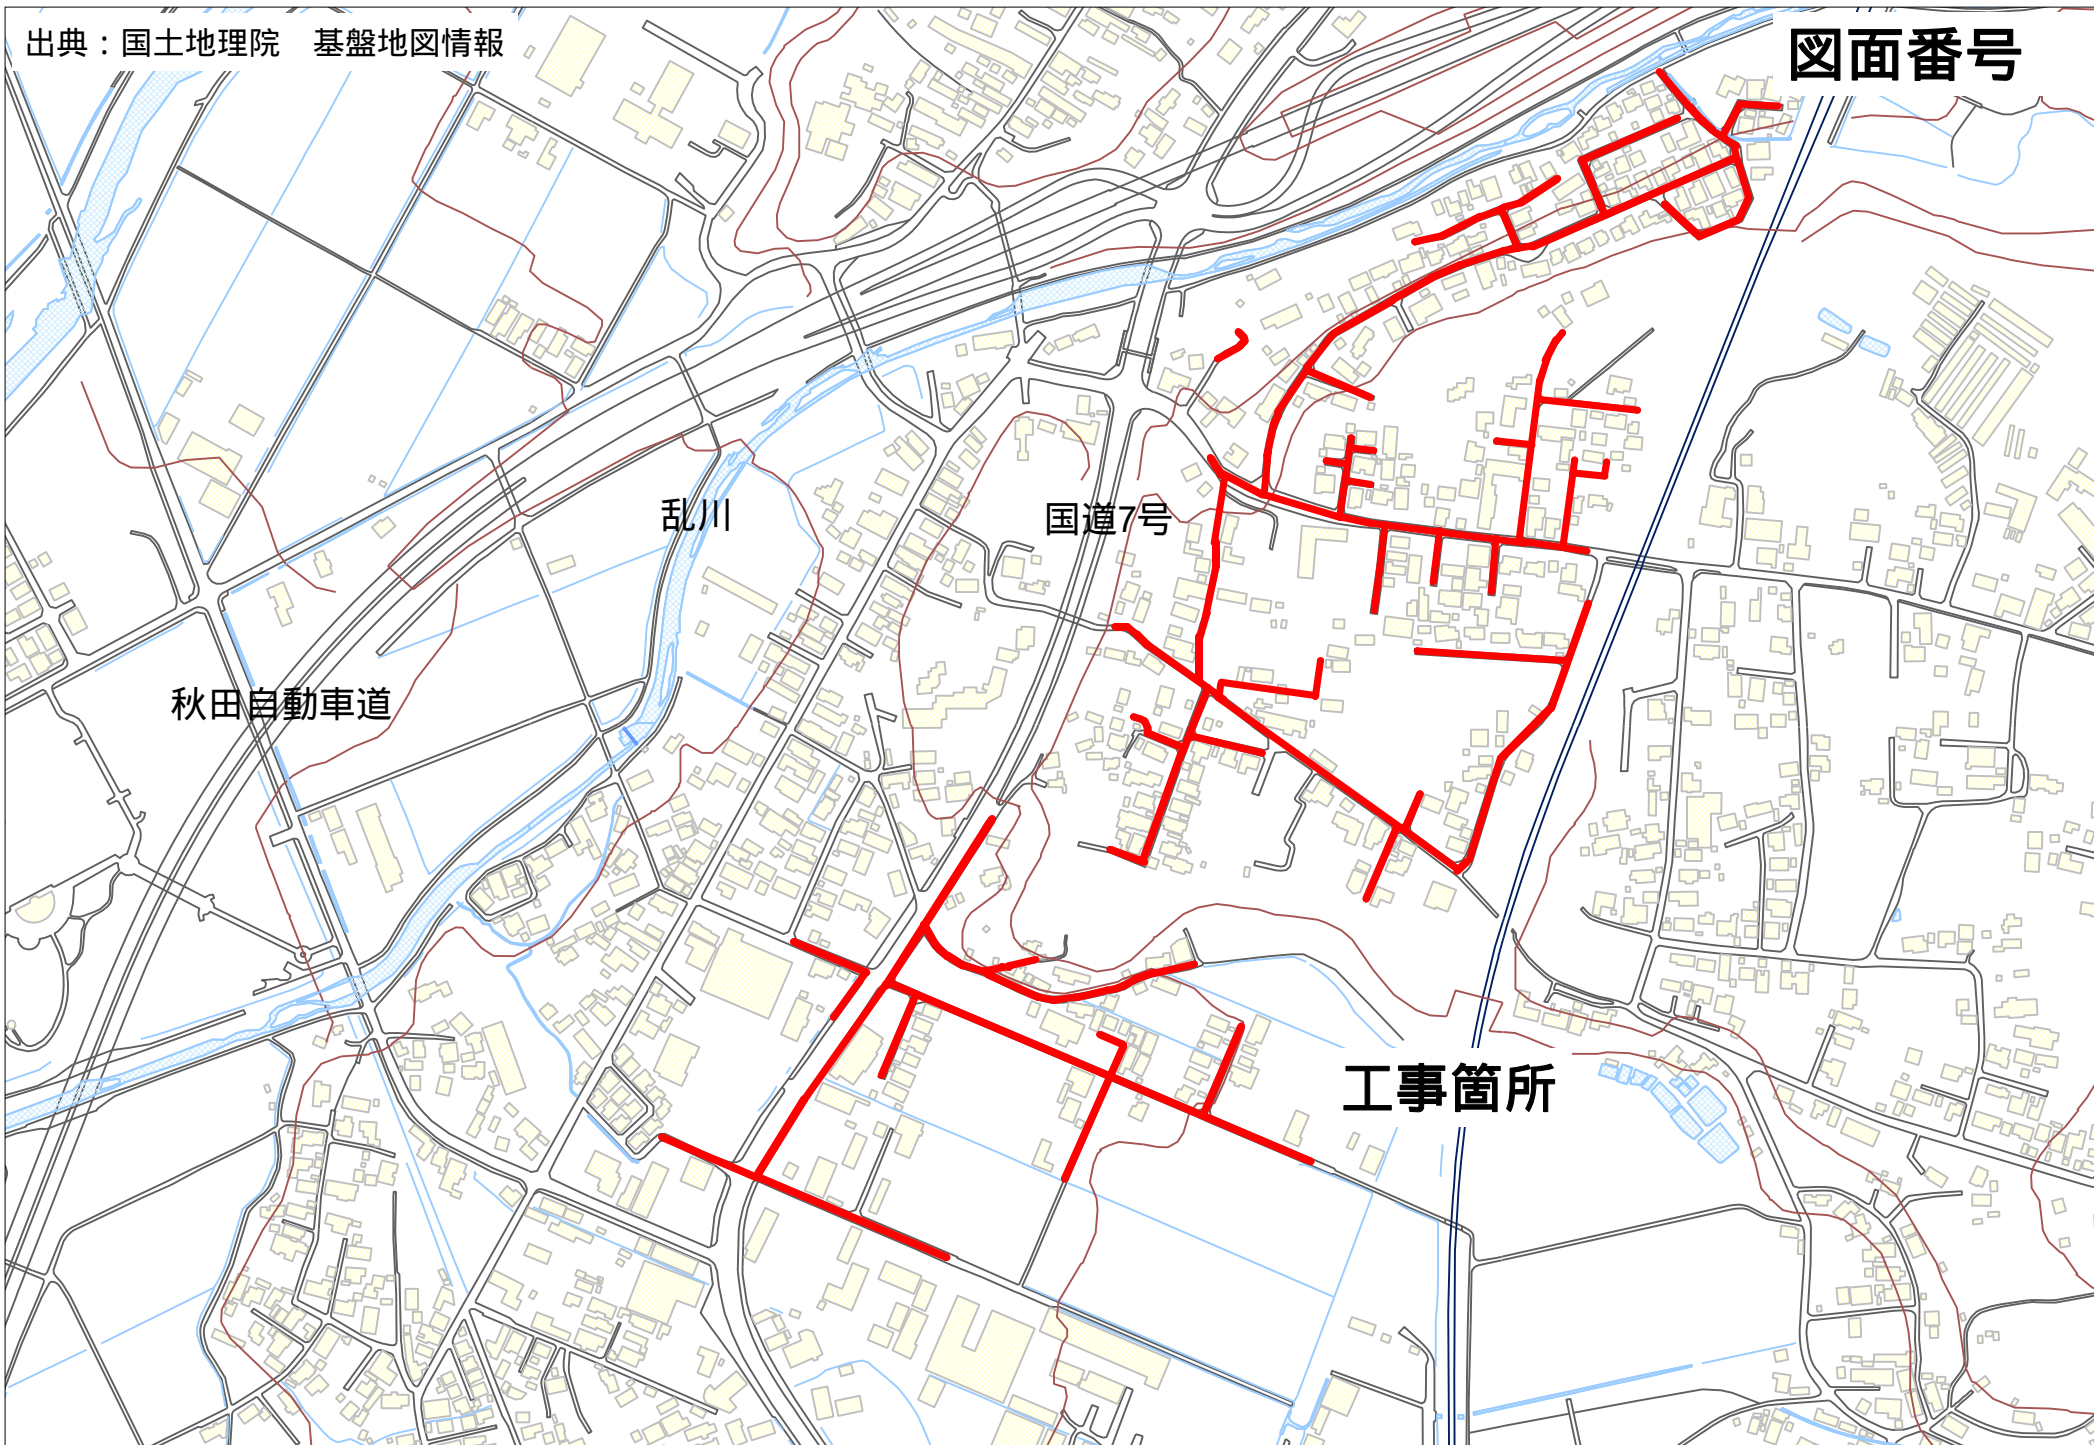 出典：国土地理院　基盤地図情報
図面番号
乱川
国道7号
秋田自動車道
工事箇所